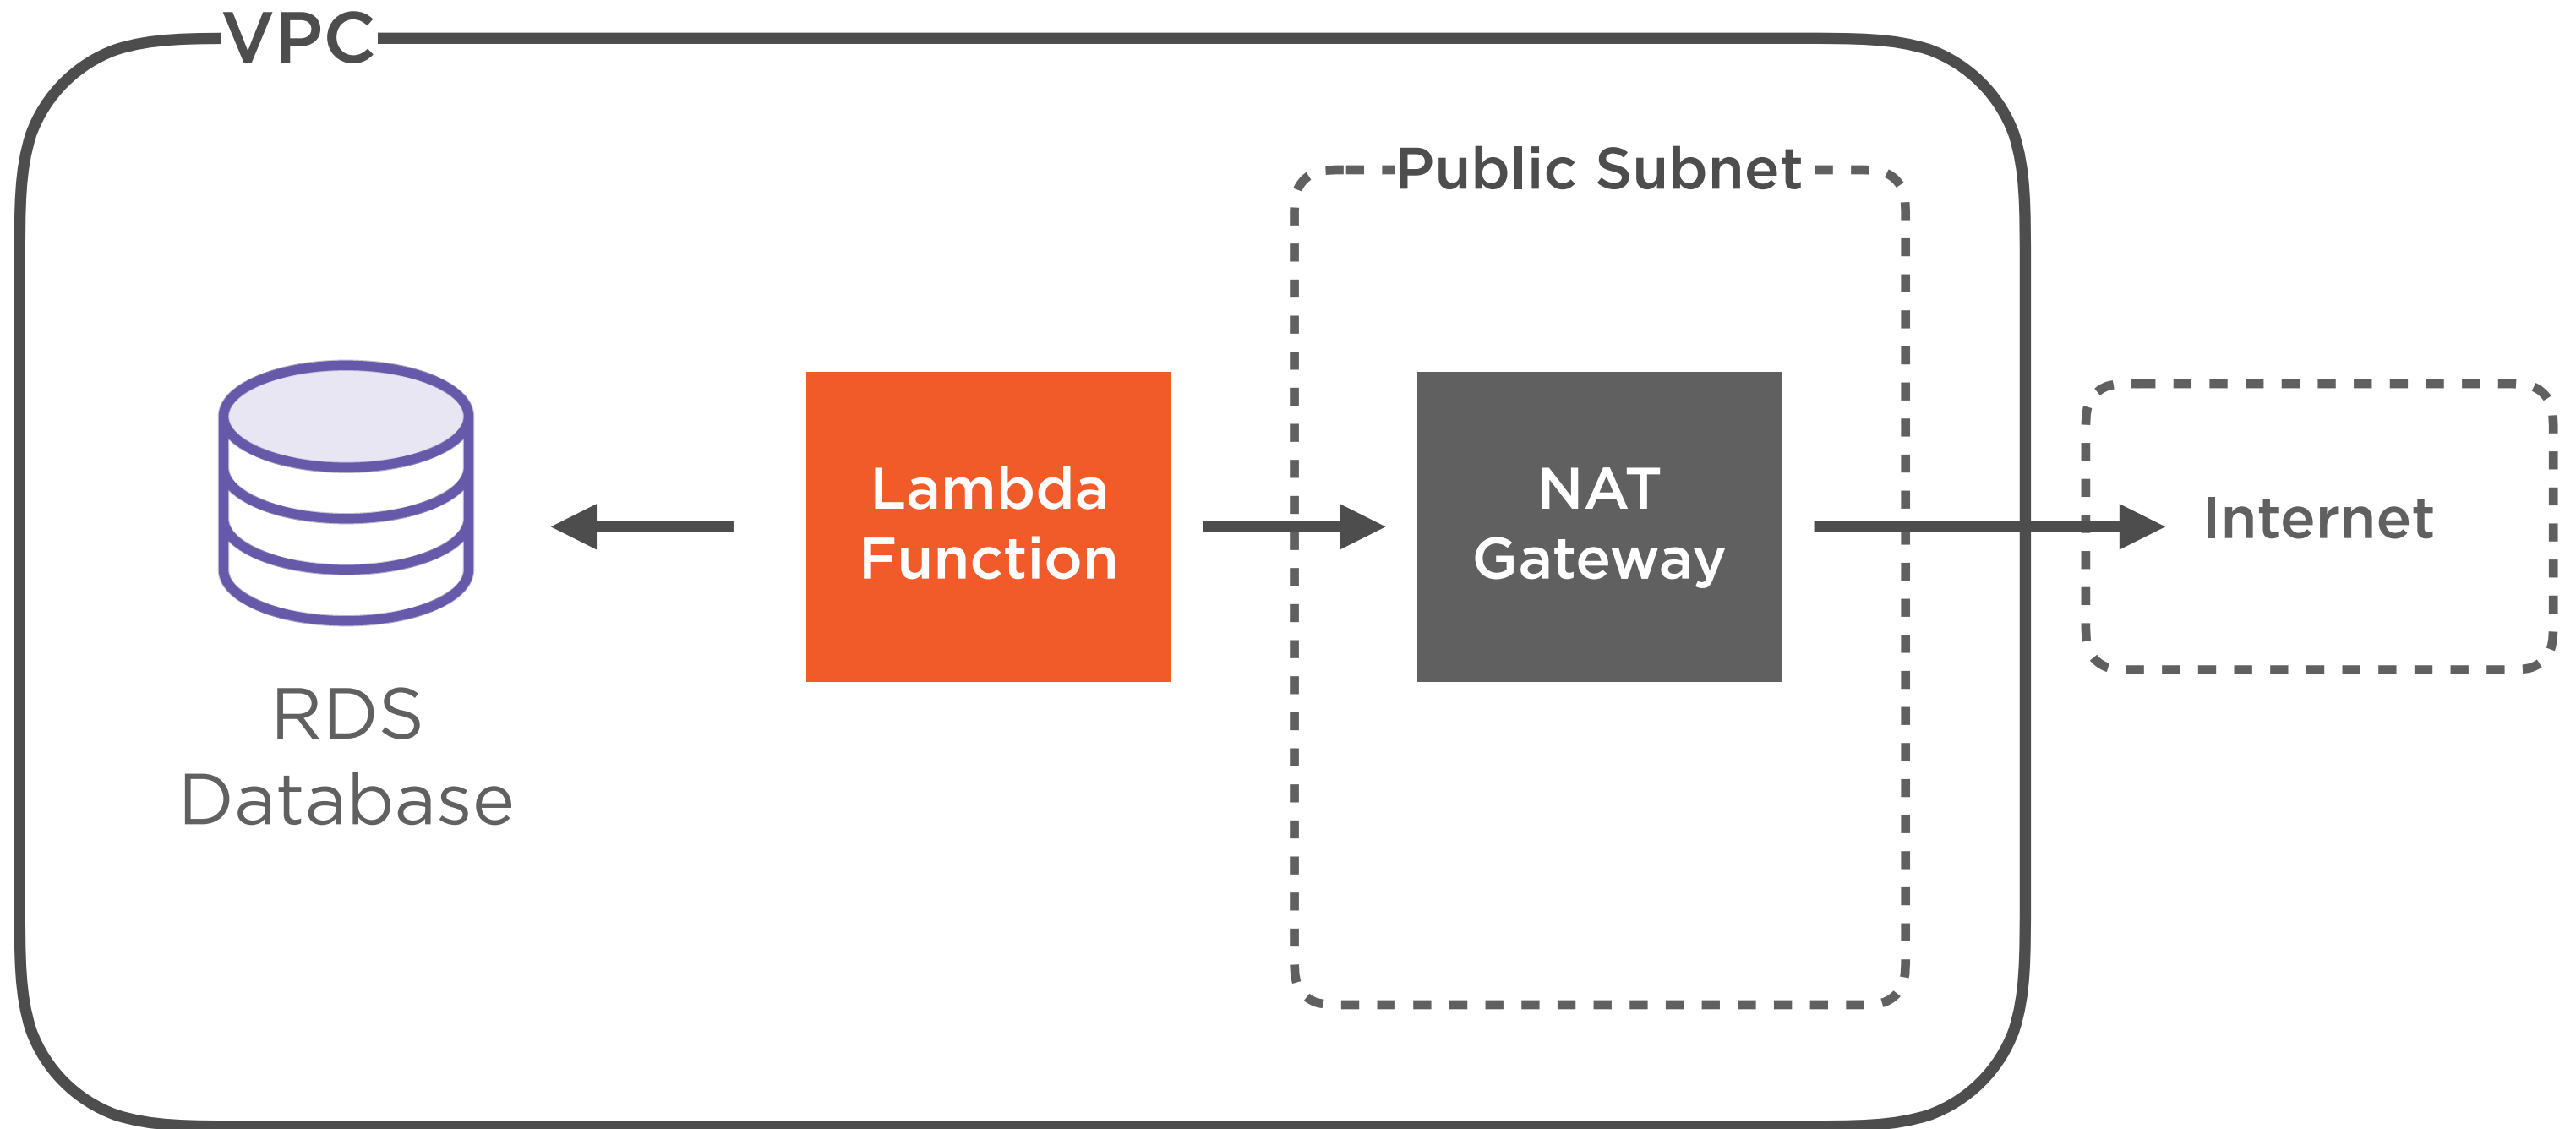 VPC
Public Subnet
Lambda
Function
NAT
Gateway
Internet
RDS
Database